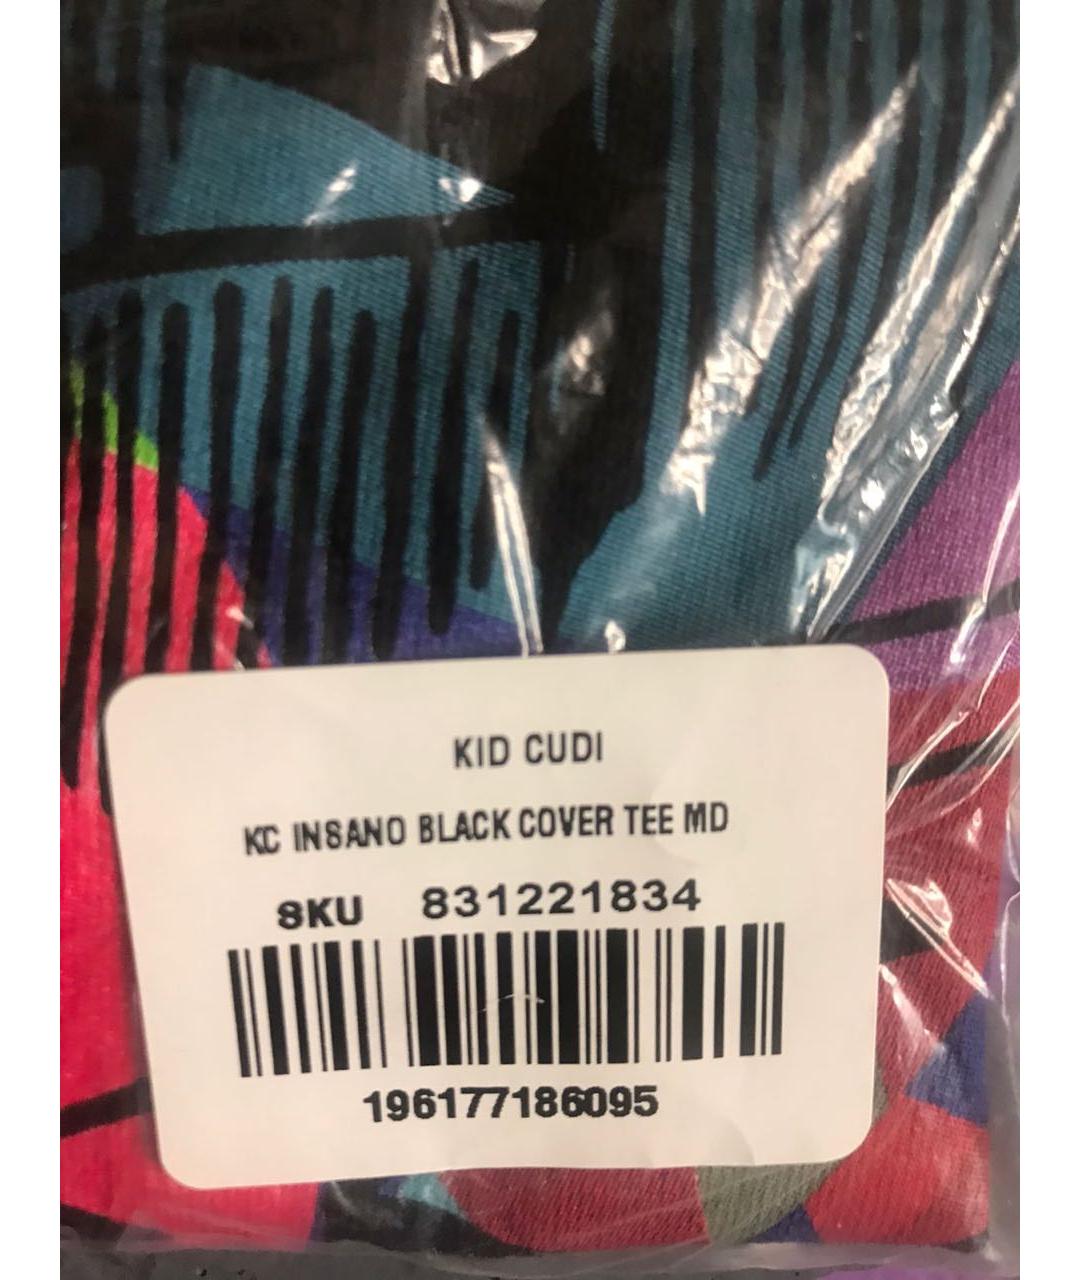 KID CUDI
KC INSANO BLACK COVER TEE MD
SKU 831221834
196177186095